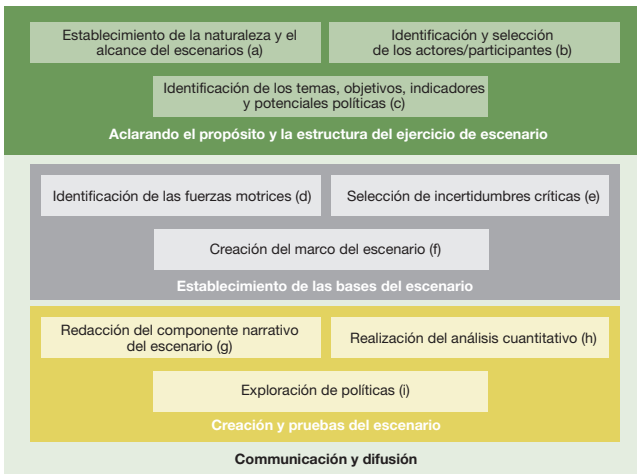 Establecimiento de la naturaleza y el
alcance del escenarios (a)
Identificación y selección
de los actores/participantes (b)
Identificación de los temas, objetivos, indicadores
y potenciales políticas (c)
Aclarando el propósito y la estructura del ejercicio de escenario
Identificación de las fuerzas motrices (d)
Selección de incertidumbres críticas (e)
Creación del marco del escenario (f)
Establecimiento de las bases del escenario
Redacción del componente narrativo
del escenario (g)
Realización del análisis cuantitativo (h)
Exploración de políticas (i)
Creación y pruebas del escenario
Communicación y difusión